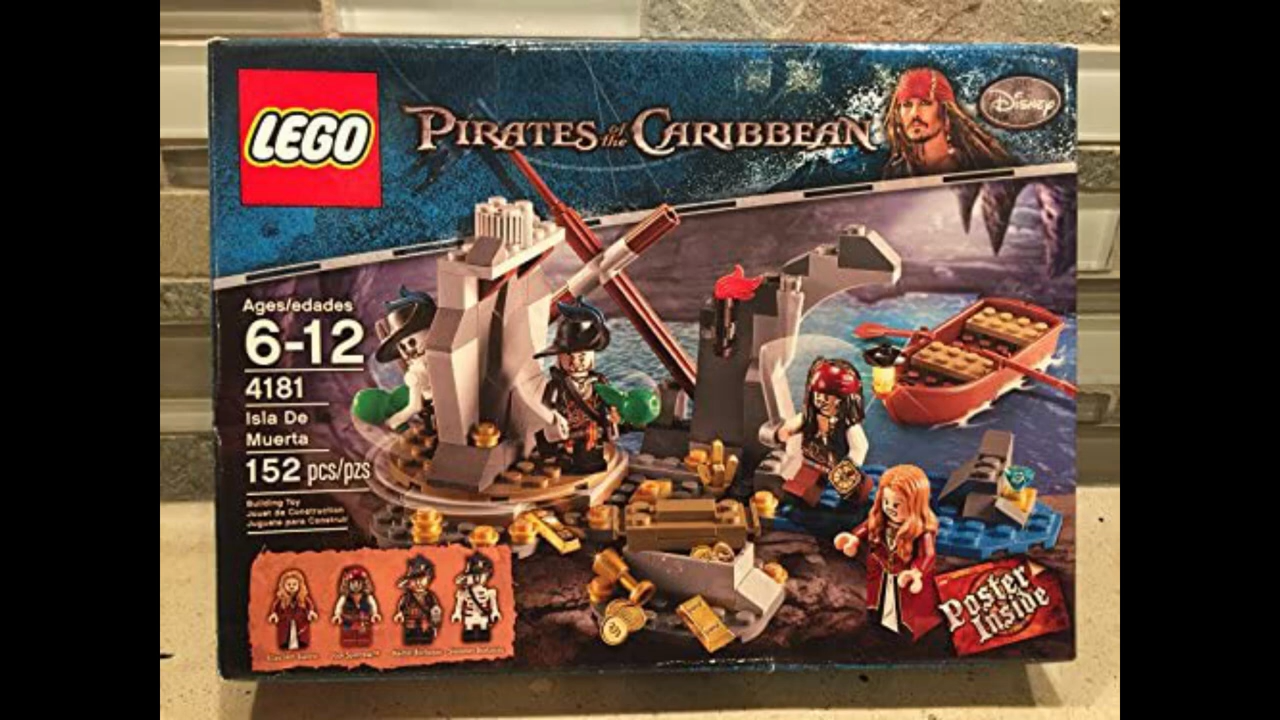 LEGO
PIRATES of the CARIBBEAN
Disney
Ages/edades
6-12
4181
Isla De
Muerta
152 pcs/pzs
Building Toy
Jouet de Construction
Juguete para Construir
Poster
Inside